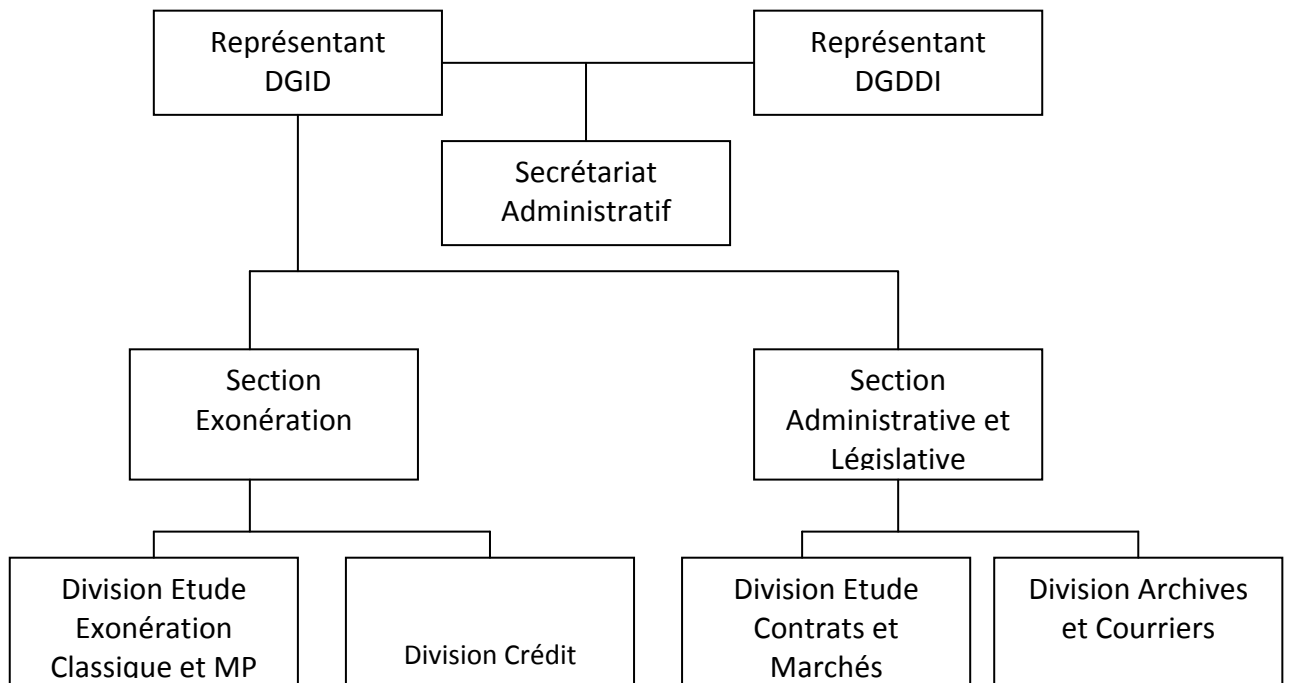 Représentant
DGID
Représentant
DGDDI
Secrétariat
Administratif
Section
Exonération
Section
Administrative et
Législative
Division Etude
Exonération
Classique et MP
Division Crédit
Division Etude
Contrats et
Marchés
Division Archives
et Courriers